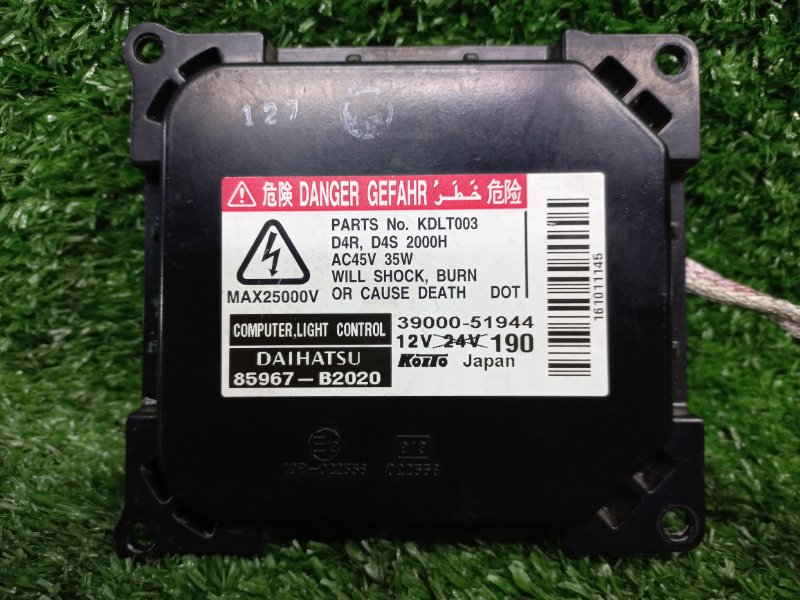 127
危険 DANGER GEFAHR خَطَرْ 危险
PARTS No. KDLT003
D4R, D4S 2000H
AC45V 35W
WILL SHOCK, BURN
OR CAUSE DEATH DOT
MAX25000V
COMPUTER,LIGHT CONTROL
39000-51944
12V 24V 190
DAIHATSU
85967-B2020
KOITO Japan
161011145
022556